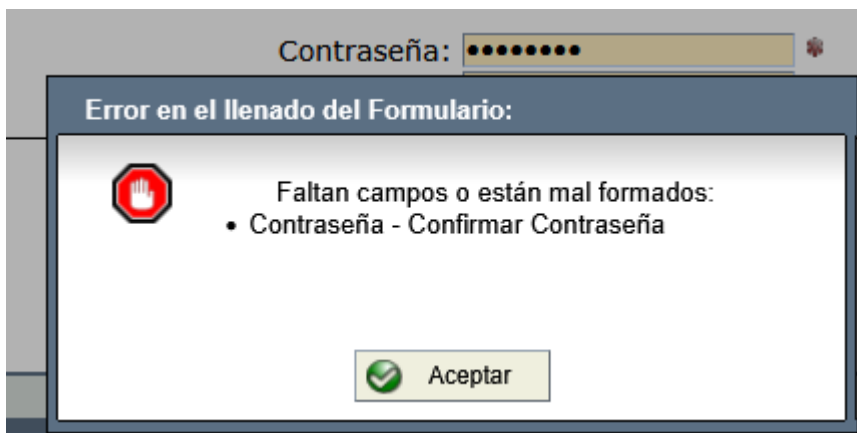 Contraseña: ••••••••
Error en el llenado del Formulario:
Faltan campos o están mal formados:
• Contraseña - Confirmar Contraseña
Aceptar